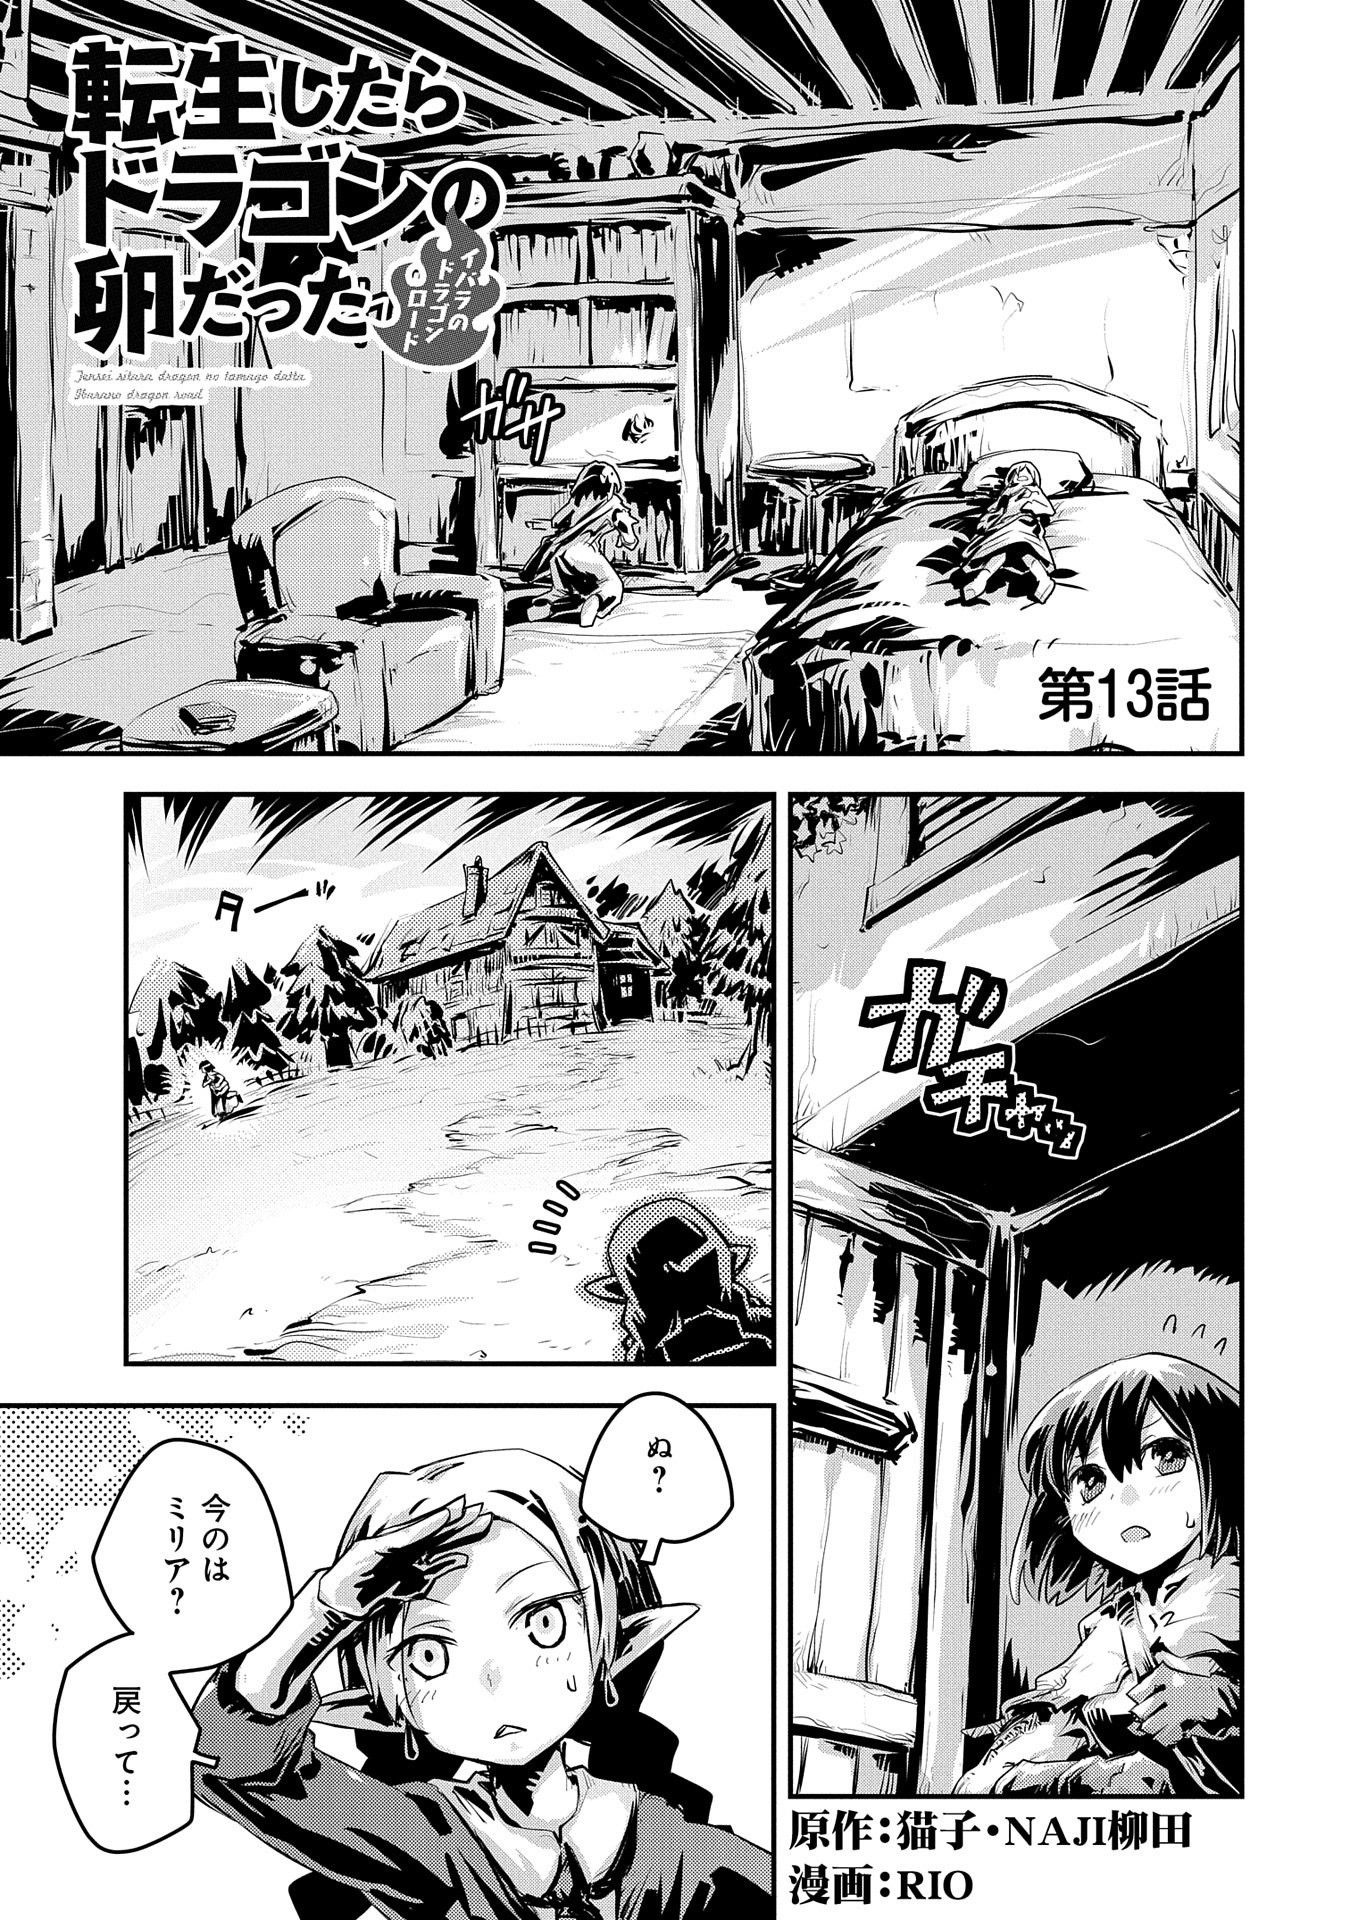 転生したら
ドラゴンの
卵だった
イバラの
ドラゴン
ロード
Tensei sitara dragon no tamago datta
Ibarano dragon road
ガサ
第13話
ガチャッ
ター
ぬ?
今のは
ミリア?
戻って…
原作:猫子・NAJI柳田
漫画:RIO